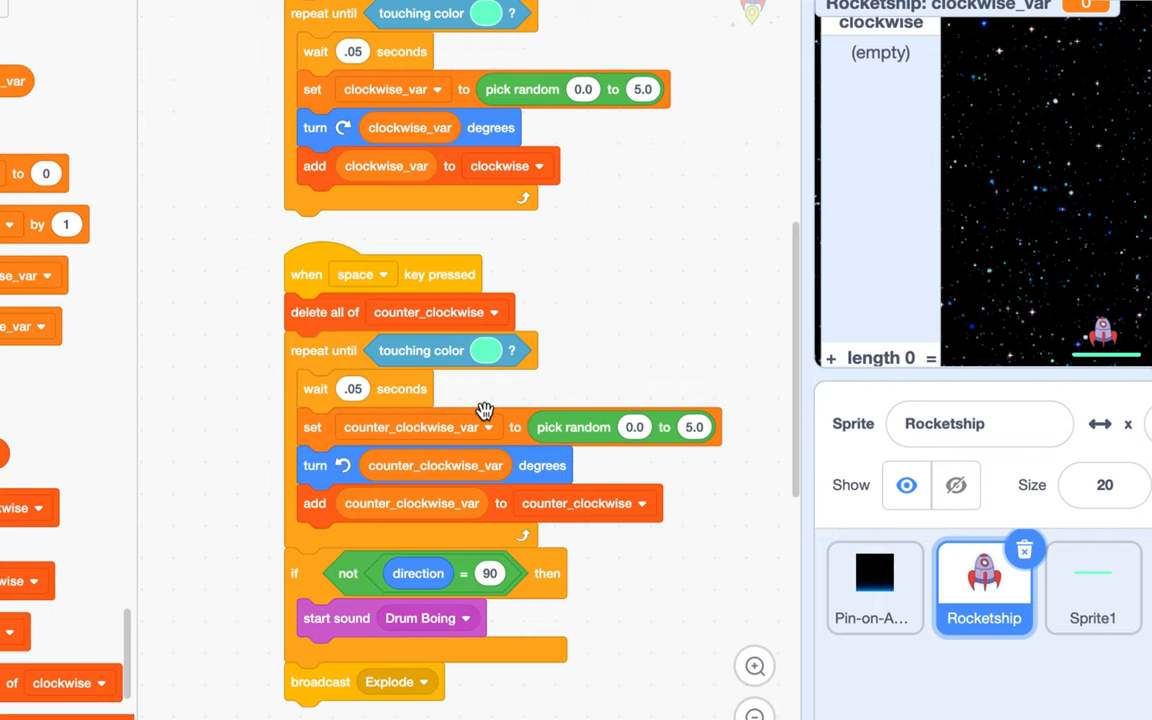 Rocketship: clockwise_var 0
clockwise
(empty)
+ length 0 =
_var
to 0
by 1
se_var
e_var
kwise
wise
of clockwise
repeat until touching color ?
wait .05 seconds
set clockwise_var to pick random 0.0 to 5.0
turn clockwise_var degrees
add clockwise_var to clockwise
when space key pressed
delete all of counter_clockwise
repeat until touching color ?
wait .05 seconds
set counter_clockwise_var to pick random 0.0 to 5.0
turn counter_clockwise_var degrees
add counter_clockwise_var to counter_clockwise
if not direction = 90 then
start sound Drum Boing
broadcast Explode
Sprite Rocketship x
Show Size 20
Pin-on-A... Rocketship Sprite1